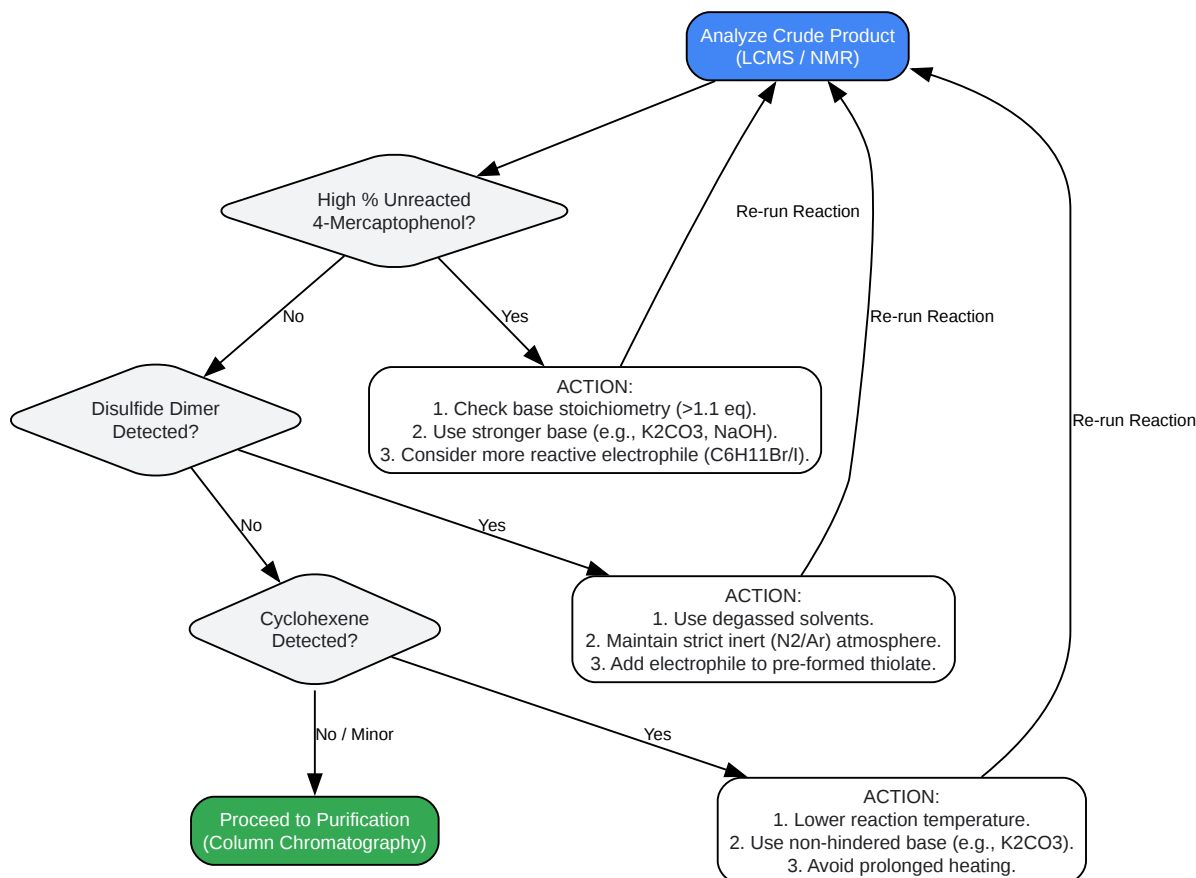 Analyze Crude Product
(LCMS / NMR)
High % Unreacted
4-Mercaptophenol?
Re-run Reaction
No
Yes
Re-run Reaction
ACTION:
1. Check base stoichiometry (>1.1 eq).
2. Use stronger base (e.g., K2CO3, NaOH).
3. Consider more reactive electrophile (C6H11Br/I).
Disulfide Dimer
Detected?
Re-run Reaction
No
Yes
ACTION:
1. Use degassed solvents.
2. Maintain strict inert (N2/Ar) atmosphere.
3. Add electrophile to pre-formed thiolate.
Cyclohexene
Detected?
No / Minor
Yes
Proceed to Purification
(Column Chromatography)
ACTION:
1. Lower reaction temperature.
2. Use non-hindered base (e.g., K2CO3).
3. Avoid prolonged heating.